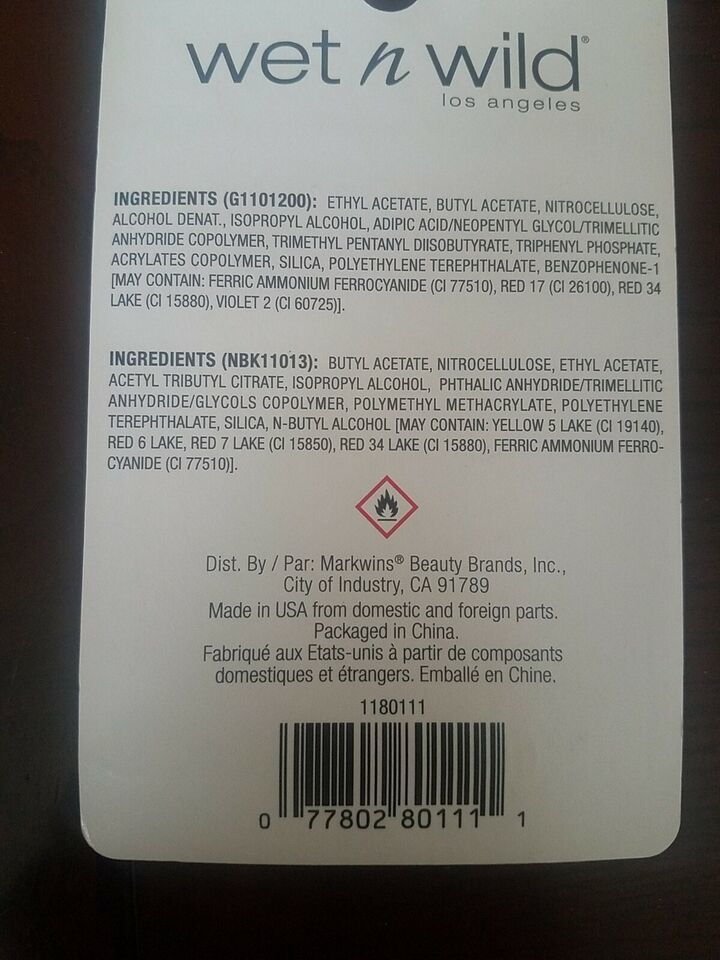 wet n wild®
los angeles
INGREDIENTS (G1101200): ETHYL ACETATE, BUTYL ACETATE, NITROCELLULOSE,
ALCOHOL DENAT., ISOPROPYL ALCOHOL, ADIPIC ACID/NEOPENTYL GLYCOL/TRIMELLITIC
ANHYDRIDE COPOLYMER, TRIMETHYL PENTANYL DIISOBUTYRATE, TRIPHENYL PHOSPHATE,
ACRYLATES COPOLYMER, SILICA, POLYETHYLENE TEREPHTHALATE, BENZOPHENONE-1
[MAY CONTAIN: FERRIC AMMONIUM FERROCYANIDE (CI 77510), RED 17 (CI 26100), RED 34
LAKE (CI 15880), VIOLET 2 (CI 60725)].
INGREDIENTS (NBK11013): BUTYL ACETATE, NITROCELLULOSE, ETHYL ACETATE,
ACETYL TRIBUTYL CITRATE, ISOPROPYL ALCOHOL, PHTHALIC ANHYDRIDE/TRIMELLITIC
ANHYDRIDE/GLYCOLS COPOLYMER, POLYMETHYL METHACRYLATE, POLYETHYLENE
TEREPHTHALATE, SILICA, N-BUTYL ALCOHOL [MAY CONTAIN: YELLOW 5 LAKE (CI 19140),
RED 6 LAKE, RED 7 LAKE (CI 15850), RED 34 LAKE (CI 15880), FERRIC AMMONIUM FERRO-
CYANIDE (CI 77510)].
Dist. By / Par: Markwins® Beauty Brands, Inc.,
City of Industry, CA 91789
Made in USA from domestic and foreign parts.
Packaged in China.
Fabriqué aux Etats-unis à partir de composants
domestiques et étrangers. Emballé en Chine.
1180111
0 77802 80111 1